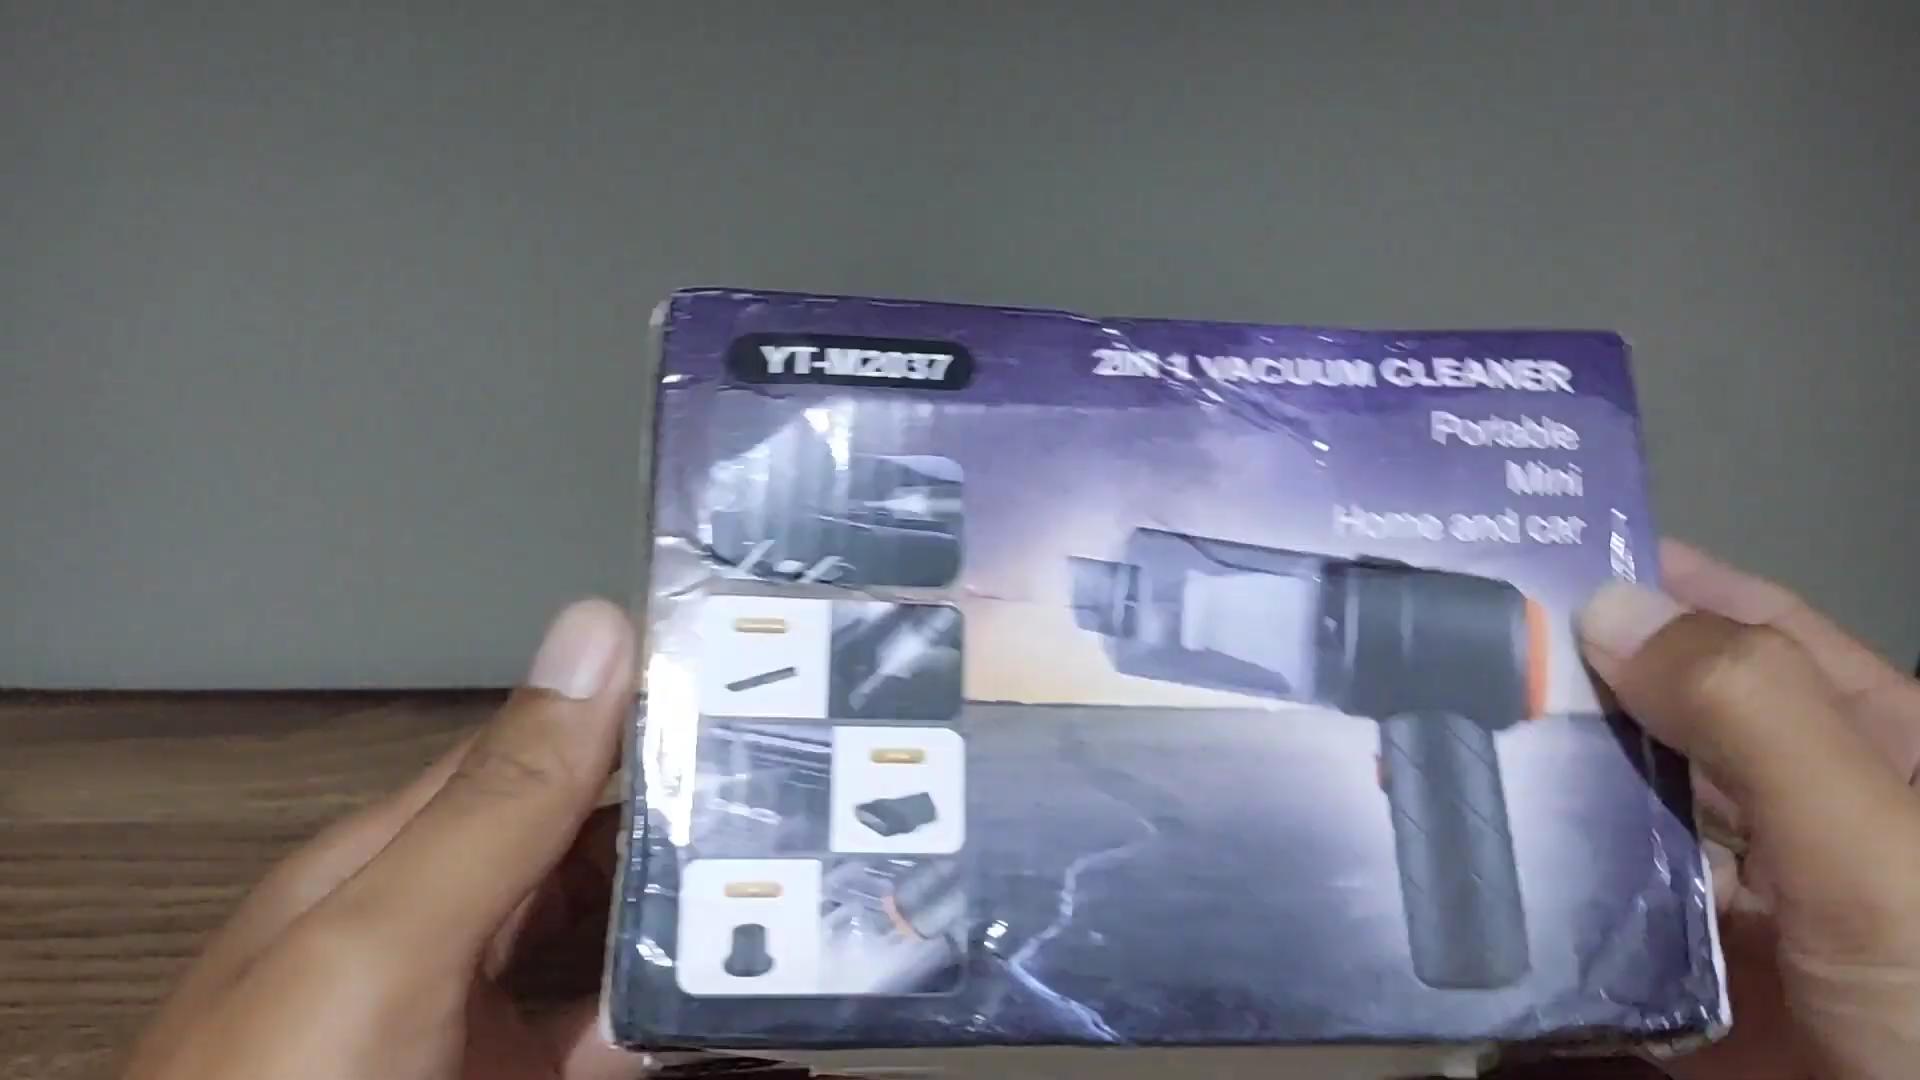 YT-M2037
2IN 1 VACUUM CLEANER
Portable
Mini
Home and car